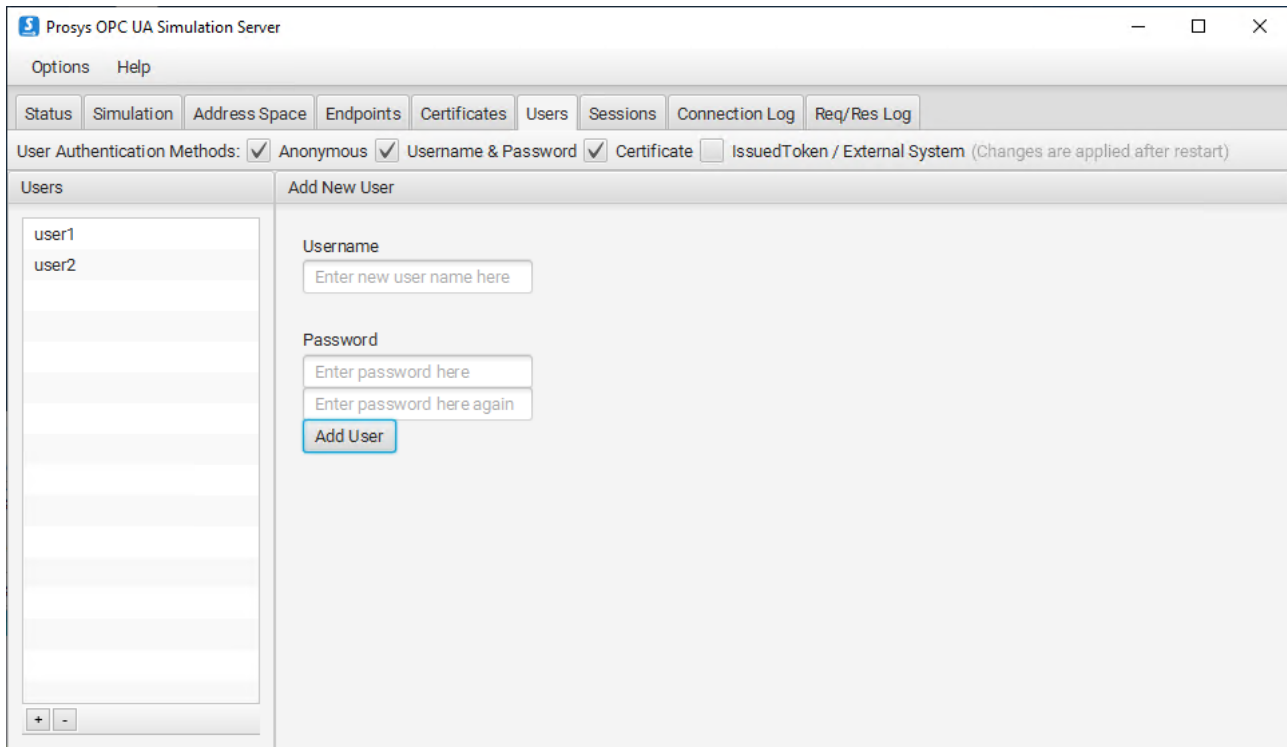 Prosys OPC UA Simulation Server
Options Help
Status Simulation Address Space Endpoints Certificates Users Sessions Connection Log Req/Res Log
User Authentication Methods: Anonymous Username & Password Certificate IssuedToken / External System (Changes are applied after restart)
Users Add New User
user1
user2
Username
Enter new user name here
Password
Enter password here
Enter password here again
Add User
+ -